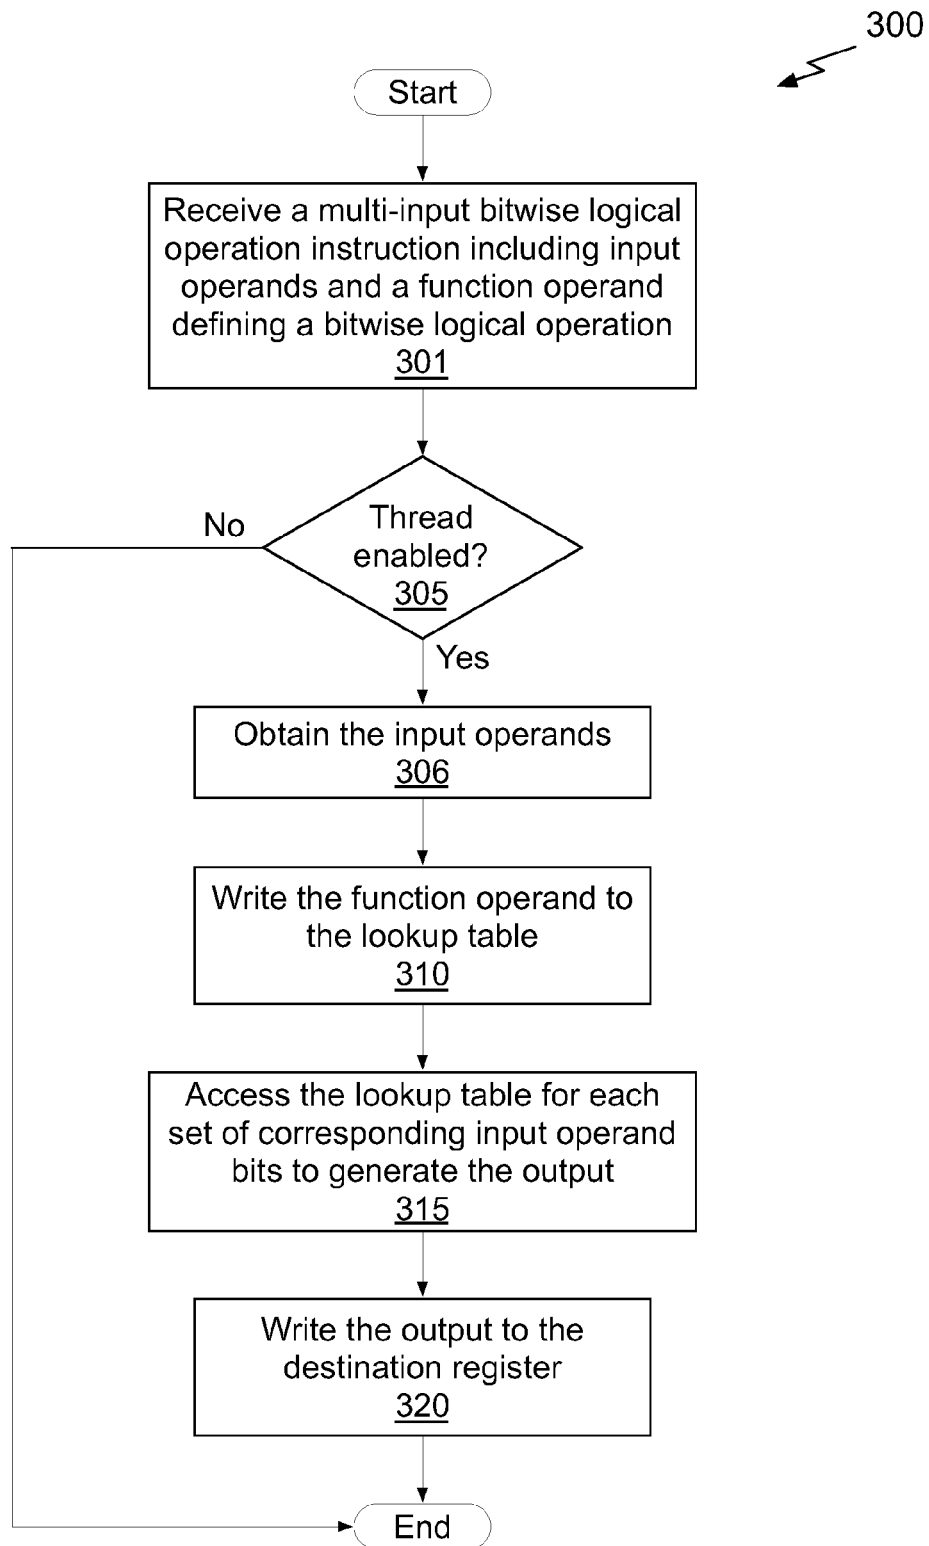 300
Start
Receive a multi-input bitwise logical
operation instruction including input
operands and a function operand
defining a bitwise logical operation
301
No
Thread
enabled?
305
Yes
Obtain the input operands
306
Write the function operand to
the lookup table
310
Access the lookup table for each
set of corresponding input operand
bits to generate the output
315
Write the output to the
destination register
320
End